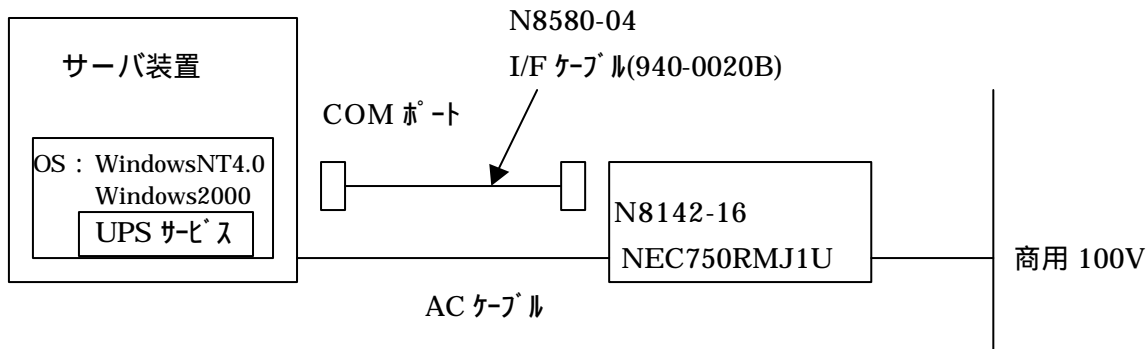 N8580-04
I/F ｹｰﾌﾞﾙ(940-0020B)
サーバ装置
COM ﾎﾟｰﾄ
OS： WindowsNT4.0
Windows2000
UPS ｻｰﾋﾞｽ
N8142-16
NEC750RMJ1U
商用 100V
AC ｹｰﾌﾞﾙ